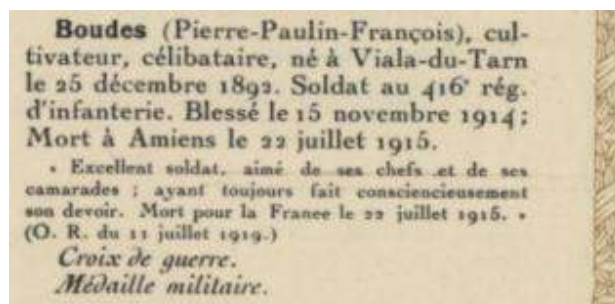 Boudes (Pierre-Paulin-François), cul-
tivateur, célibataire, né à Viala-du-Tarn
le 25 décembre 1892. Soldat au 416e rég.
d'infanterie. Blessé le 15 novembre 1914;
Mort à Amiens le 22 juillet 1915.
« Excellent soldat, aimé de ses chefs et de ses
camarades ; ayant toujours fait consciencieusement
son devoir. Mort pour la France le 22 juillet 1915. »
(O. R. du 11 juillet 1919.)
Croix de guerre.
Médaille militaire.